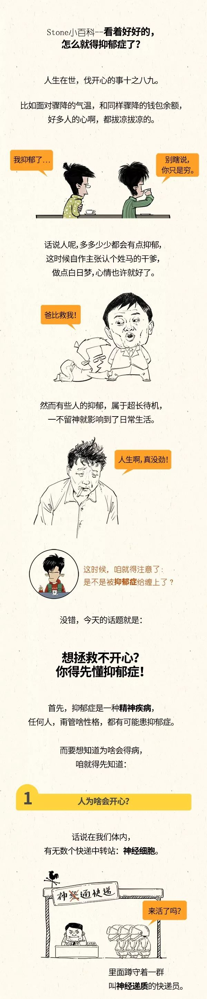 Stone小百科--看着好好的，
怎么就得抑郁症了？
人生在世，伐开心的事十之八九。
比如面对骤降的气温，和同样骤降的钱包余额，
好多人的心啊，都拔凉拔凉的。
我抑郁了...
别瞎说，
你只是穷。
话说人呢，多多少少都会有点抑郁，
这时候自作主张认个姓马的干爹，
做点白日梦，心情也许就好了。
爸比救我！
然而有些人的抑郁，属于超长待机，
一不留神就影响到了日常生活。
人生啊，真没劲！
这时候，咱就得注意了：
是不是被抑郁症给缠上了？
没错，今天的话题就是：
想拯救不开心？
你得先懂抑郁症！
首先，抑郁症是一种精神疾病，
任何人，甭管啥性格，都有可能患抑郁症。
而要想知道为啥会得病，
咱就得先知道：
1
人为啥会开心？
话说在我们体内，
有无数个快递中转站：神经细胞。
神经通快递
来活了吗？
CEO
里面蹲守着一群
叫神经递质的快递员。